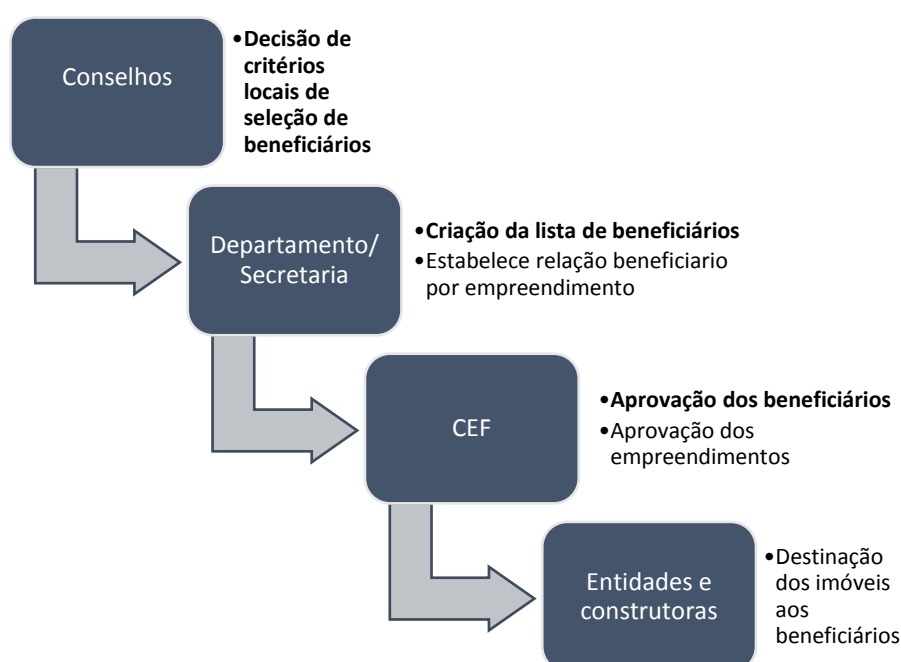 Conselhos
•Decisão de
critérios
locais de
seleção de
beneficiários
Departamento/
Secretaria
•Criação da lista de beneficiários
•Estabelece relação beneficiario
por empreendimento
CEF
•Aprovação dos beneficiários
•Aprovação dos
empreendimentos
Entidades e
construtoras
•Destinação
dos imóveis
aos
beneficiários